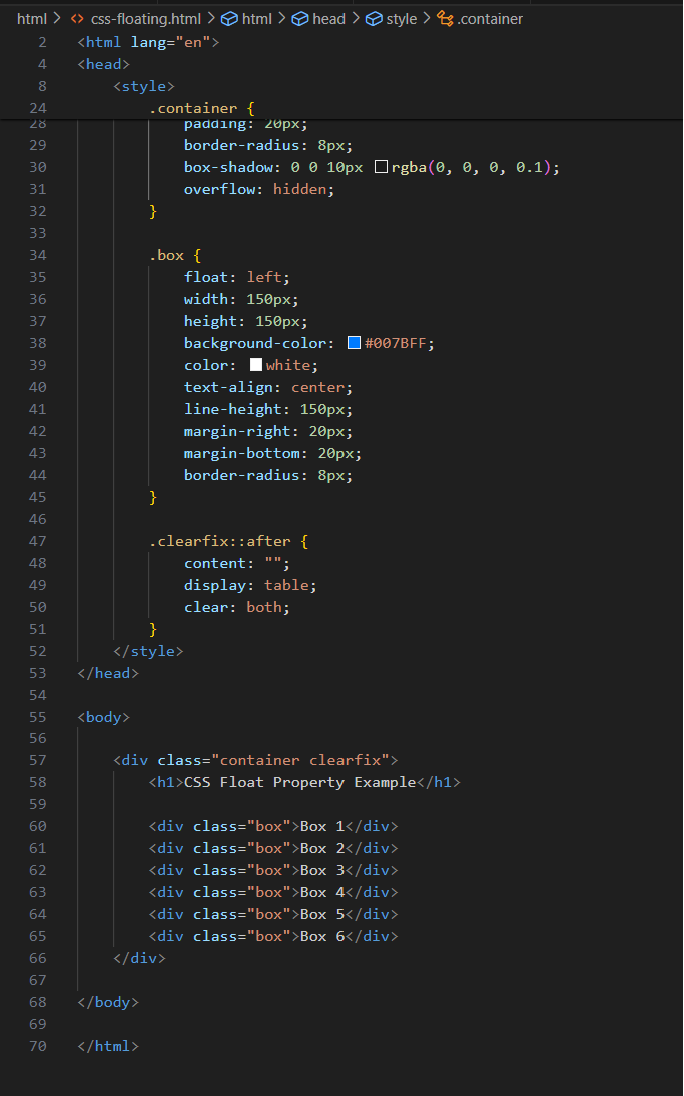 html > css-floating.html > html > head > style > .container
2 <html lang="en">
4 <head>
8 <style>
24 .container {
28 padding: 20px;
29 border-radius: 8px;
30 box-shadow: 0 0 10px rgba(0, 0, 0, 0.1);
31 overflow: hidden;
32 }
33
34 .box {
35 float: left;
36 width: 150px;
37 height: 150px;
38 background-color: #007BFF;
39 color: white;
40 text-align: center;
41 line-height: 150px;
42 margin-right: 20px;
43 margin-bottom: 20px;
44 border-radius: 8px;
45 }
46
47 .clearfix::after {
48 content: "";
49 display: table;
50 clear: both;
51 }
52 </style>
53 </head>
54
55 <body>
56
57 <div class="container clearfix">
58 <h1>CSS Float Property Example</h1>
59
60 <div class="box">Box 1</div>
61 <div class="box">Box 2</div>
62 <div class="box">Box 3</div>
63 <div class="box">Box 4</div>
64 <div class="box">Box 5</div>
65 <div class="box">Box 6</div>
66 </div>
67
68 </body>
69
70 </html>